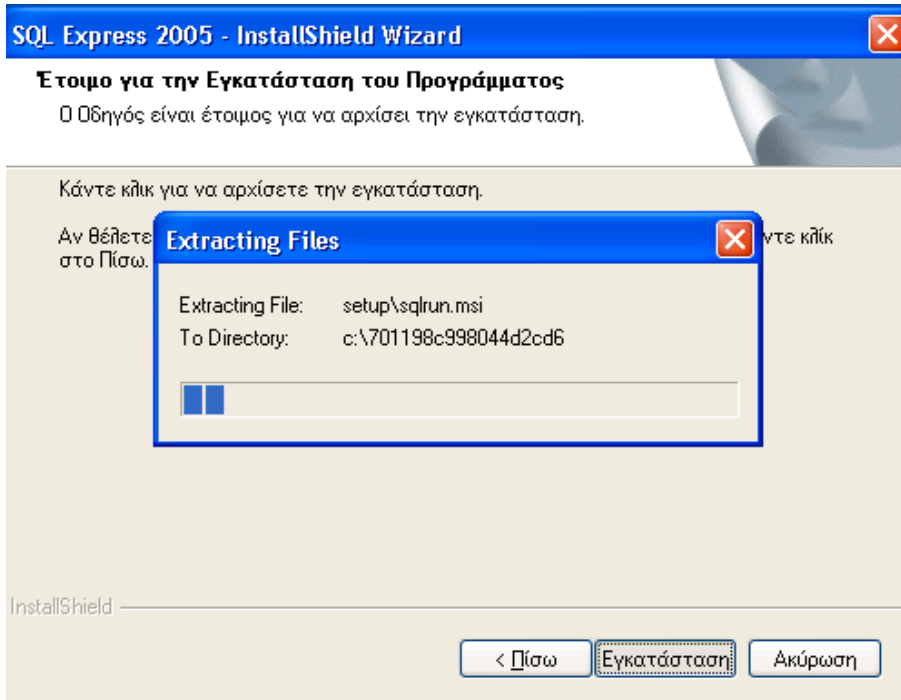 SQL Express 2005 - InstallShield Wizard
Έτοιμο για την Εγκατάσταση του Προγράμματος
Ο Οδηγός είναι έτοιμος για να αρχίσει την εγκατάσταση.
Κάντε κλικ για να αρχίσετε την εγκατάσταση.
Αν θέλετε ντε κλίκ
στο Πίσω.
Extracting Files
Extracting File: setup\sqlrun.msi
To Directory: c:\701198c998044d2cd6
InstallShield
< Πίσω Εγκατάσταση Ακύρωση